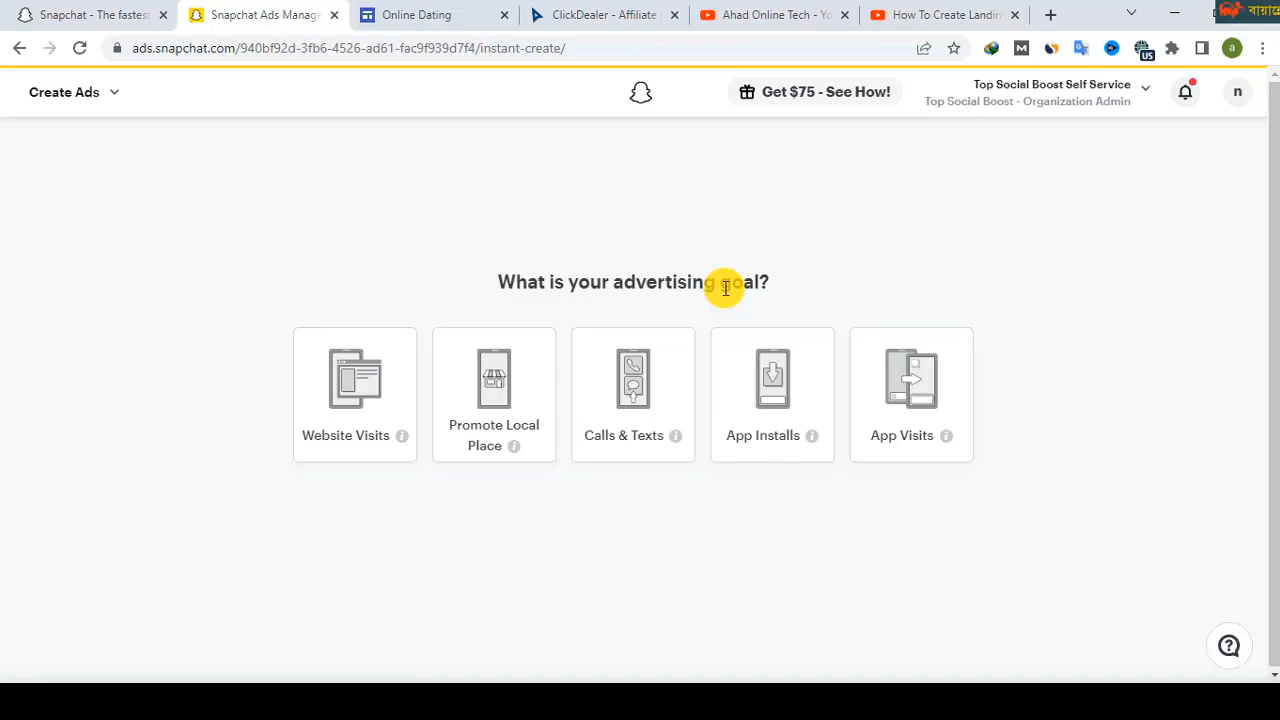 Snapchat - The fastest
Snapchat Ads Manage
Online Dating
ClickDealer - Affiliate
Ahad Online Tech - Yo
How To Create Landin
ads.snapchat.com/940bf92d-3fb6-4526-ade1-fac9f939d7f4/instant-create/
M
US
a
Create Ads
Get $75 - See How!
Top Social Boost Self Service
Top Social Boost - Organization Admin
n
What is your advertising goal?
Website Visits
Promote Local
Place
Calls & Texts
App Installs
App Visits